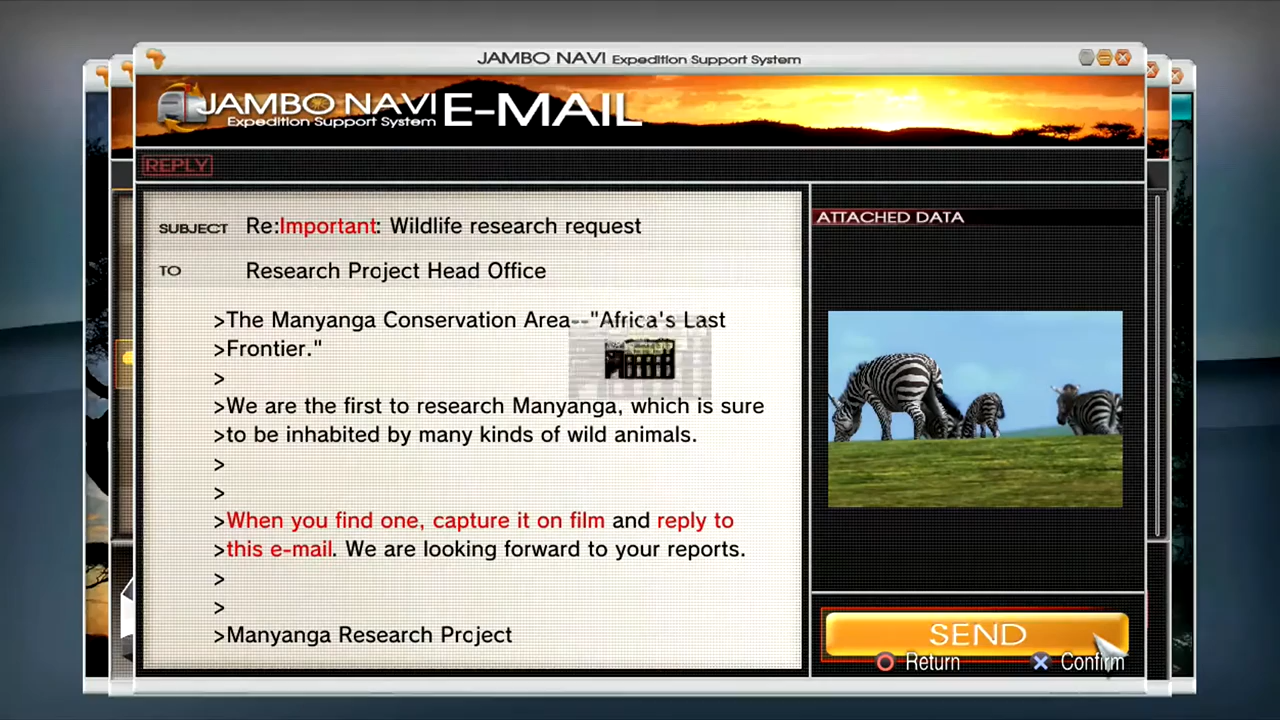 JAMBO NAVI Expedition Support System
JAMBO NAVI E-MAIL
Expedition Support System
REPLY
SUBJECT Re:Important: Wildlife research request
TO Research Project Head Office
>The Manyanga Conservation Area--"Africa's Last
>Frontier."
>
>We are the first to research Manyanga, which is sure
>to be inhabited by many kinds of wild animals.
>
>
>When you find one, capture it on film and reply to
>this e-mail. We are looking forward to your reports.
>
>
>Manyanga Research Project
ATTACHED DATA
SEND
Return Confirm